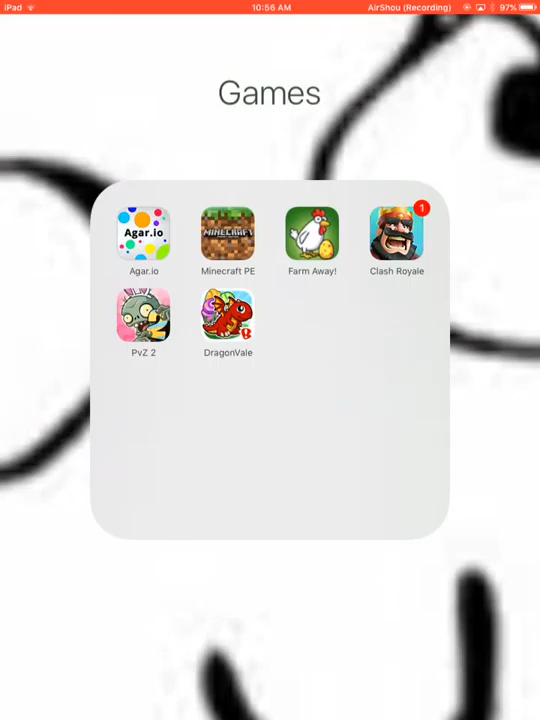 iPad 10:56 AM AirShou (Recording) 97%
Games
Agar.io MINECRAFT 1
Agar.io Minecraft PE Farm Away! Clash Royale
PvZ 2 DragonVale